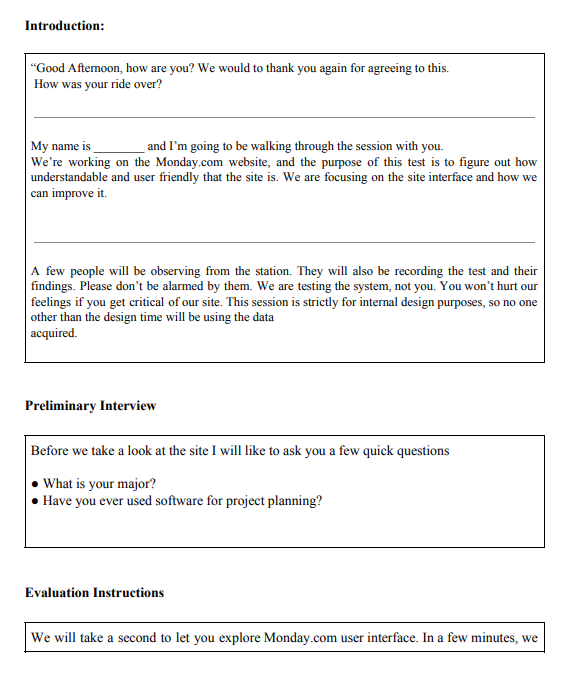 Introduction:
“Good Afternoon, how are you? We would to thank you again for agreeing to this.
How was your ride over?
My name is ________ and I’m going to be walking through the session with you.
We’re working on the Monday.com website, and the purpose of this test is to figure out how
understandable and user friendly that the site is. We are focusing on the site interface and how we
can improve it.
A few people will be observing from the station. They will also be recording the test and their
findings. Please don’t be alarmed by them. We are testing the system, not you. You won’t hurt our
feelings if you get critical of our site. This session is strictly for internal design purposes, so no one
other than the design time will be using the data
acquired.
Preliminary Interview
Before we take a look at the site I will like to ask you a few quick questions
● What is your major?
● Have you ever used software for project planning?
Evaluation Instructions
We will take a second to let you explore Monday.com user interface. In a few minutes, we